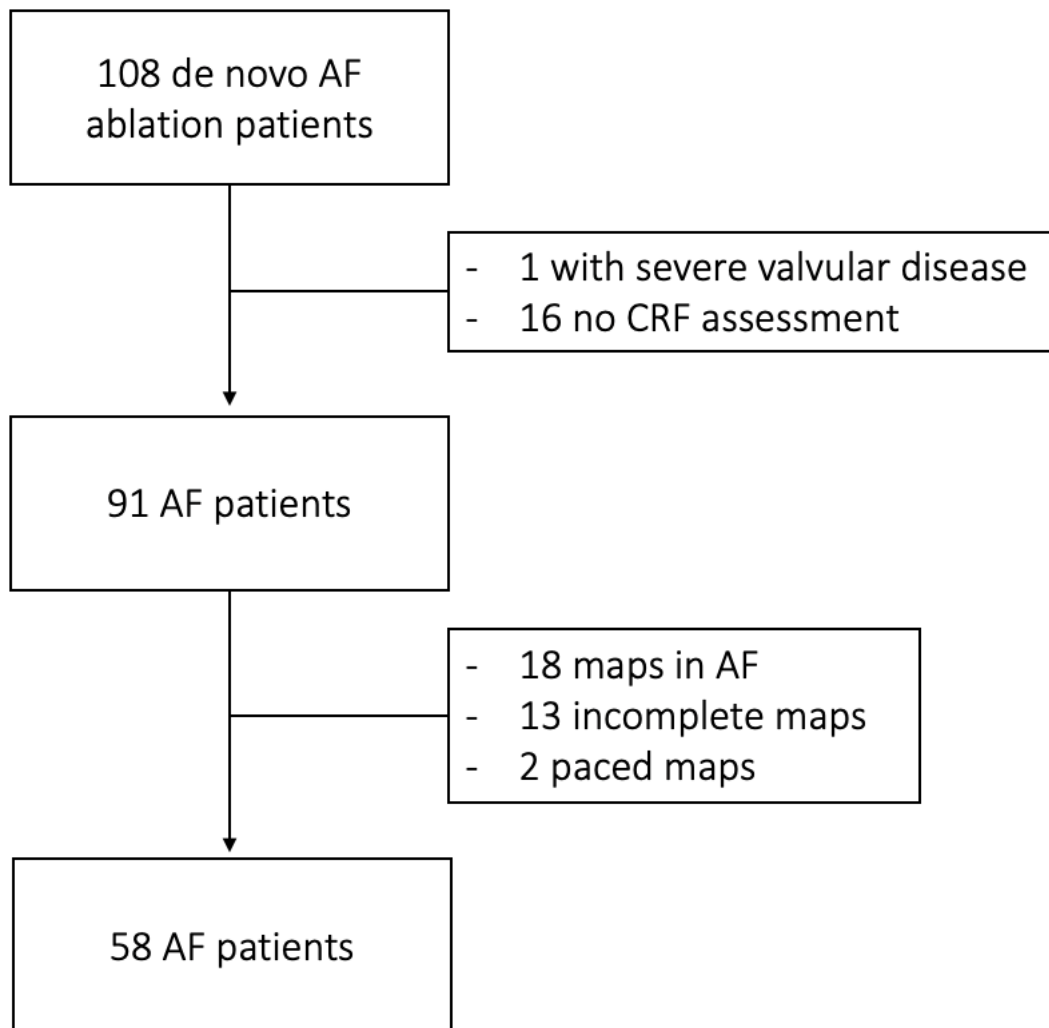 108 de novo AF
ablation patients
- 1 with severe valvular disease
- 16 no CRF assessment
91 AF patients
- 18 maps in AF
- 13 incomplete maps
- 2 paced maps
58 AF patients